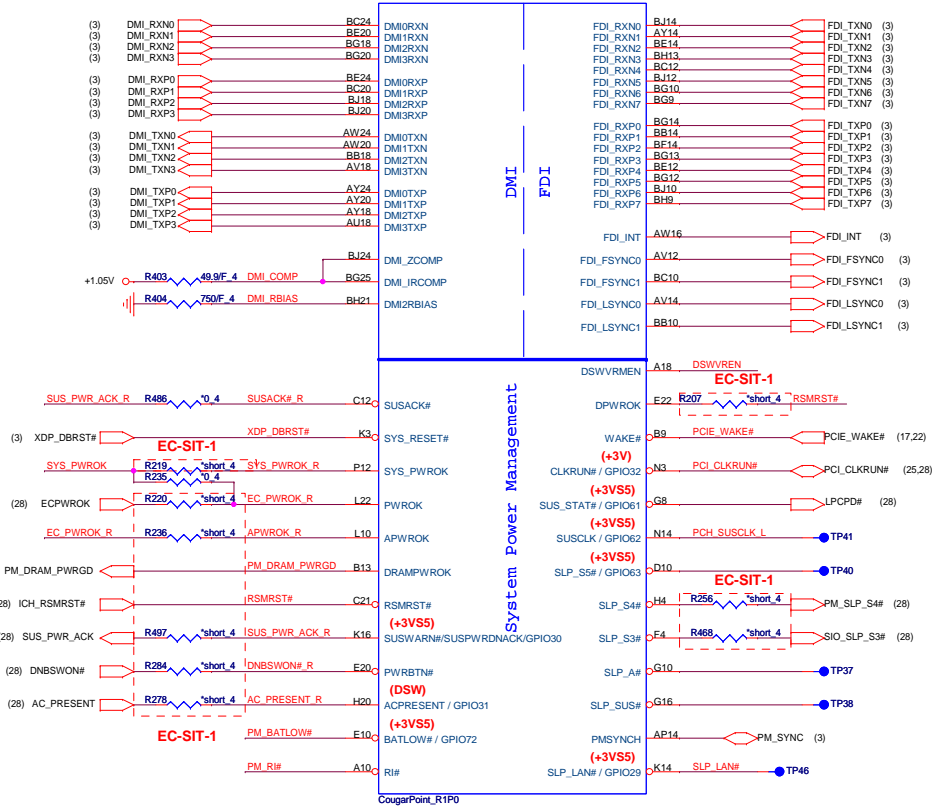 (3) DMI_RXN0 BC24 DMI0RXN FDI_RXN0 BJ14 FDI_TXN0 (3)
(3) DMI_RXN1 BE20 DMI1RXN FDI_RXN1 AY14 FDI_TXN1 (3)
(3) DMI_RXN2 BG18 DMI2RXN FDI_RXN2 BE14 FDI_TXN2 (3)
(3) DMI_RXN3 BG20 DMI3RXN FDI_RXN3 BH13 FDI_TXN3 (3)
FDI_RXN4 BC12 FDI_TXN4 (3)
(3) DMI_RXP0 BE24 DMI0RXP FDI_RXN5 BJ12 FDI_TXN5 (3)
(3) DMI_RXP1 BC20 DMI1RXP FDI_RXN6 BG10 FDI_TXN6 (3)
(3) DMI_RXP2 BJ18 DMI2RXP FDI_RXN7 BG9 FDI_TXN7 (3)
(3) DMI_RXP3 BJ20 DMI3RXP
FDI_RXP0 BG14 FDI_TXP0 (3)
(3) DMI_TXN0 AW24 DMI0TXN FDI_RXP1 BB14 FDI_TXP1 (3)
(3) DMI_TXN1 AW20 DMI1TXN FDI_RXP2 BF14 FDI_TXP2 (3)
(3) DMI_TXN2 BB18 DMI2TXN FDI_RXP3 BG13 FDI_TXP3 (3)
(3) DMI_TXN3 AV18 DMI3TXN FDI_RXP4 BE12 FDI_TXP4 (3)
FDI_RXP5 BG12 FDI_TXP5 (3)
(3) DMI_TXP0 AY24 DMI0TXP FDI_RXP6 BJ10 FDI_TXP6 (3)
(3) DMI_TXP1 AY20 DMI1TXP FDI_RXP7 BH9 FDI_TXP7 (3)
(3) DMI_TXP2 AY18 DMI2TXP
(3) DMI_TXP3 AU18 DMI3TXP
DMI
FDI
FDI_INT AW16 FDI_INT (3)
BJ24 DMI_ZCOMP FDI_FSYNC0 AV12 FDI_FSYNC0 (3)
+1.05V R403 49.9/F_4 DMI_COMP BG25 DMI_IRCOMP FDI_FSYNC1 BC10 FDI_FSYNC1 (3)
R404 750/F_4 DMI_RBIAS BH21 DMI2RBIAS FDI_LSYNC0 AV14 FDI_LSYNC0 (3)
FDI_LSYNC1 BB10 FDI_LSYNC1 (3)
System Power Management
DSWVRMEN A18 DSWVREN
EC-SIT-1
SUS_PWR_ACK_R R486 *0_4 SUSACK#_R C12 SUSACK# DPWROK E22 R207 *short_4 RSMRST#
(3) XDP_DBRST# XDP_DBRST# K3 SYS_RESET# WAKE# B9 PCIE_WAKE# PCIE_WAKE# (17,22)
EC-SIT-1
(+3V)
SYS_PWROK R219 *short_4 SYS_PWROK_R P12 SYS_PWROK CLKRUN# / GPIO32 N3 PCI_CLKRUN# PCI_CLKRUN# (25,28)
R235 *0_4
(+3VS5)
(28) ECPWROK R220 *short_4 EC_PWROK_R L22 PWROK SUS_STAT# / GPIO61 G8 LPCPD# (28)
(+3VS5)
EC_PWROK_R R236 *short_4 APWROK_R L10 APWROK SUSCLK / GPIO62 N14 PCH_SUSCLK_L TP41
(+3VS5)
PM_DRAM_PWRGD PM_DRAM_PWRGD B13 DRAMPWROK SLP_S5# / GPIO63 D10 TP40
EC-SIT-1
28) ICH_RSMRST# RSMRST# C21 RSMRST# SLP_S4# H4 R256 *short_4 PM_SLP_S4# (28)
(+3VS5)
28) SUS_PWR_ACK R497 *short_4 SUS_PWR_ACK_R K16 SUSWARN#/SUSPWRDNACK/GPIO30 SLP_S3# F4 R468 *short_4 SIO_SLP_S3# (28)
(28) DNBSWON# R284 *short_4 DNBSWON#_R E20 PWRBTN# SLP_A# G10 TP37
(DSW)
(28) AC_PRESENT R278 *short_4 AC_PRESENT_R H20 ACPRESENT / GPIO31 SLP_SUS# G16 TP38
(+3VS5)
EC-SIT-1
PM_BATLOW# E10 BATLOW# / GPIO72 PMSYNCH AP14 PM_SYNC (3)
(+3VS5)
PM_RI# A10 RI# SLP_LAN# / GPIO29 K14 SLP_LAN# TP46
CougarPoint_R1P0